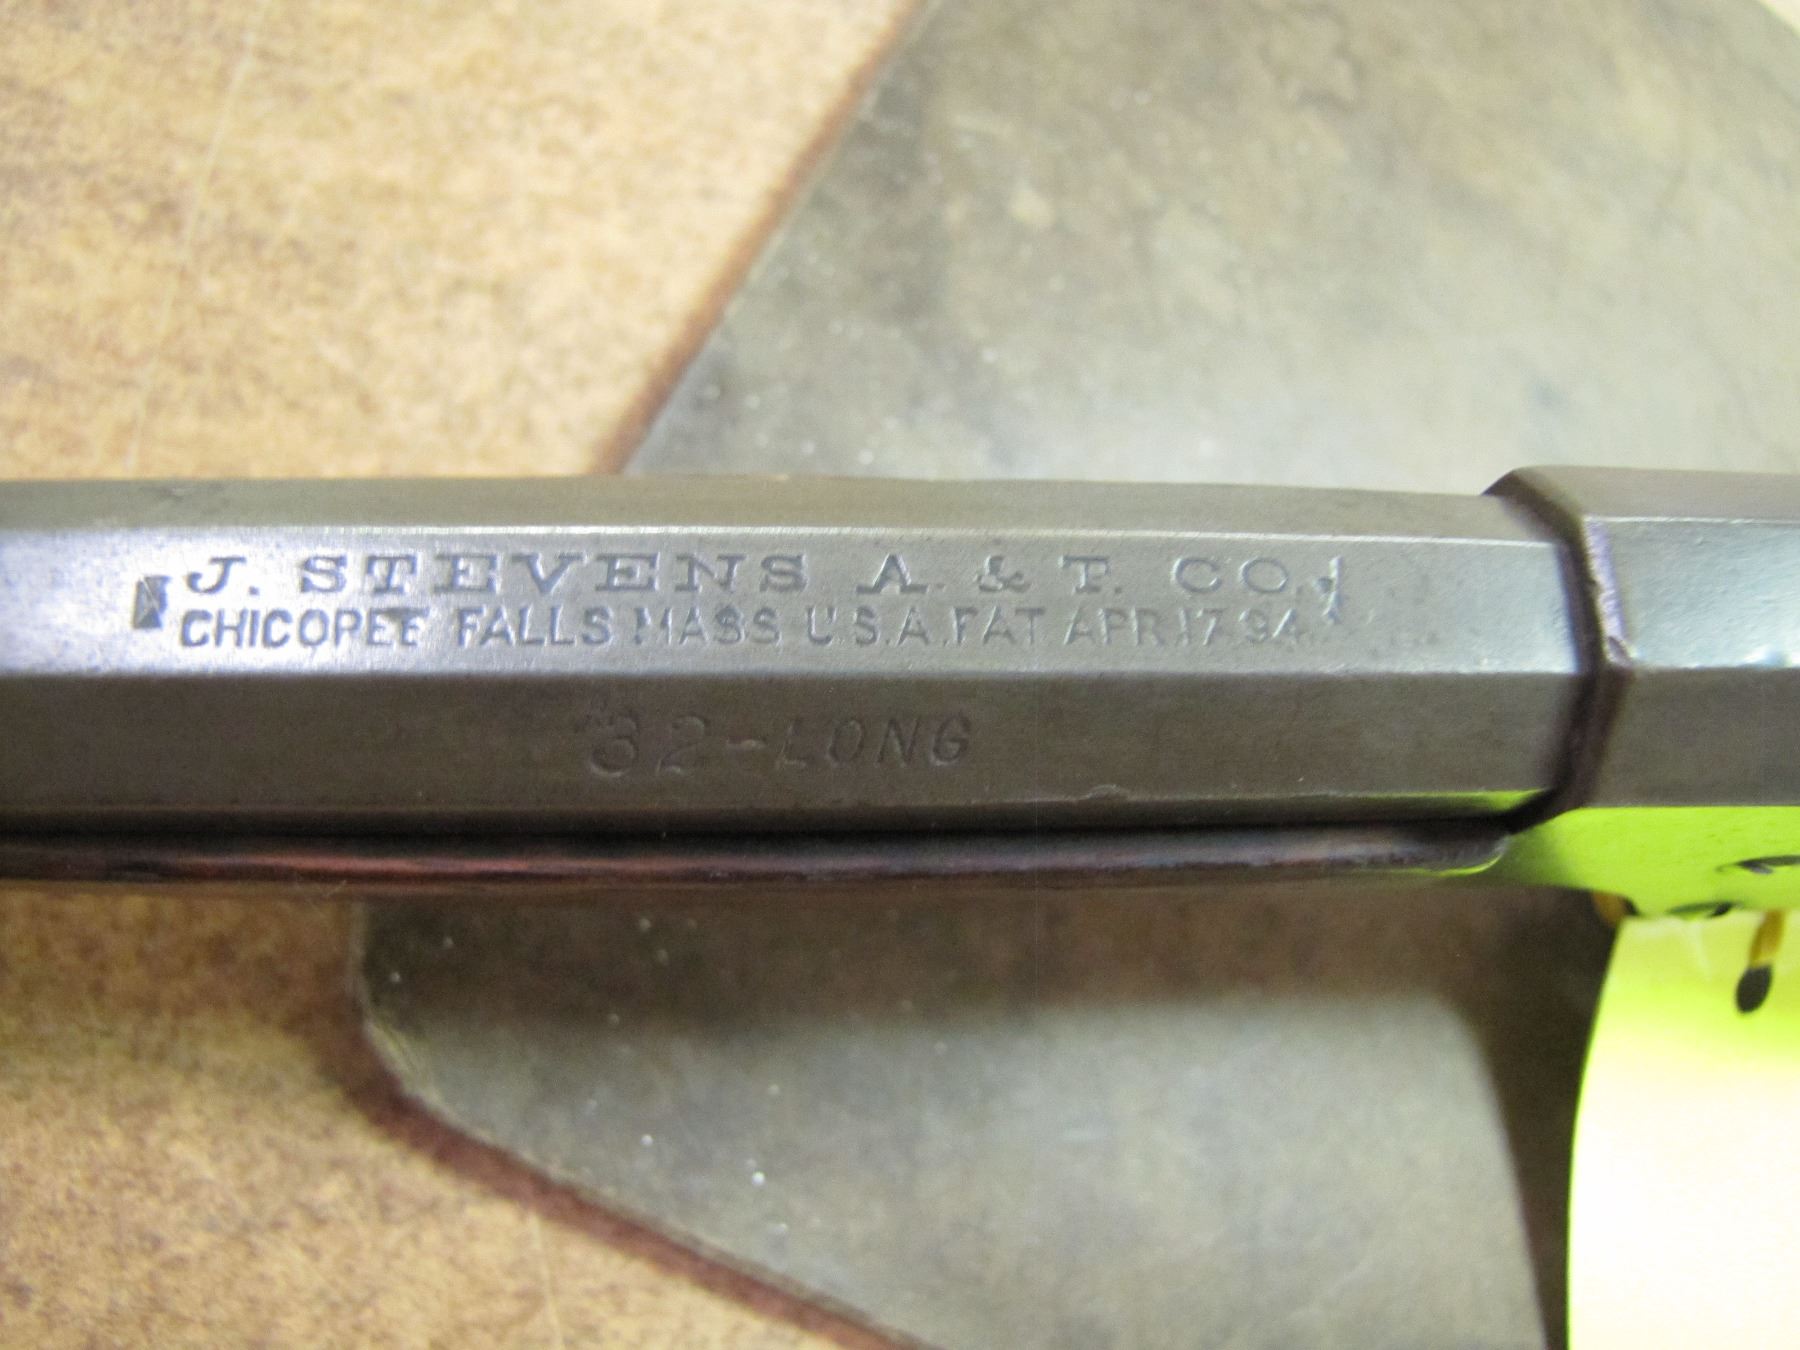 J. STEVENS A. & T. CO.
CHICOPEE FALLS MASS U.S.A. PAT APR 17.94.
32-LONG